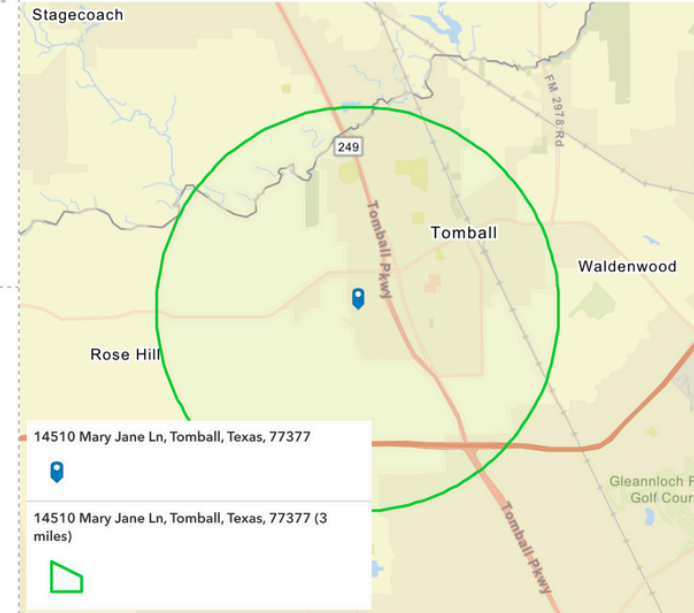 Stagecoach
FM 2978 Rd
249
Tomball Pkwy
Tomball
Waldenwood
Rose Hill
14510 Mary Jane Ln, Tomball, Texas, 77377
14510 Mary Jane Ln, Tomball, Texas, 77377 (3
miles)
Gleannloch
Golf Cour
Tomball Pkwy